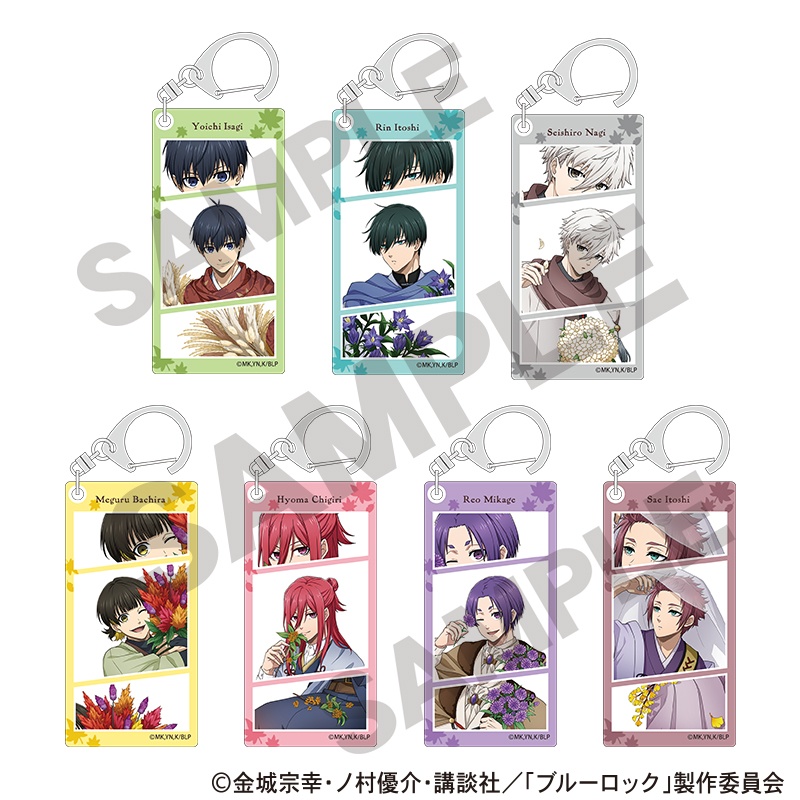 Yoichi Isagi
Rin Itoshi
Seishiro Nagi
©MK,YN,K/BLP
©MK,YN,K/BLP
©MK,YN,K/BLP
SAMPLE
SAMPLE
SAMPLE
Meguru Bachira
Hyoma Chigiri
Reo Mikage
Sae Itoshi
©MK,YN,K/BLP
©MK,YN,K/BLP
©MK,YN,K/BLP
©MK,YN,K/BLP
©金城宗幸・ノ村優介・講談社／「ブルーロック」製作委員会